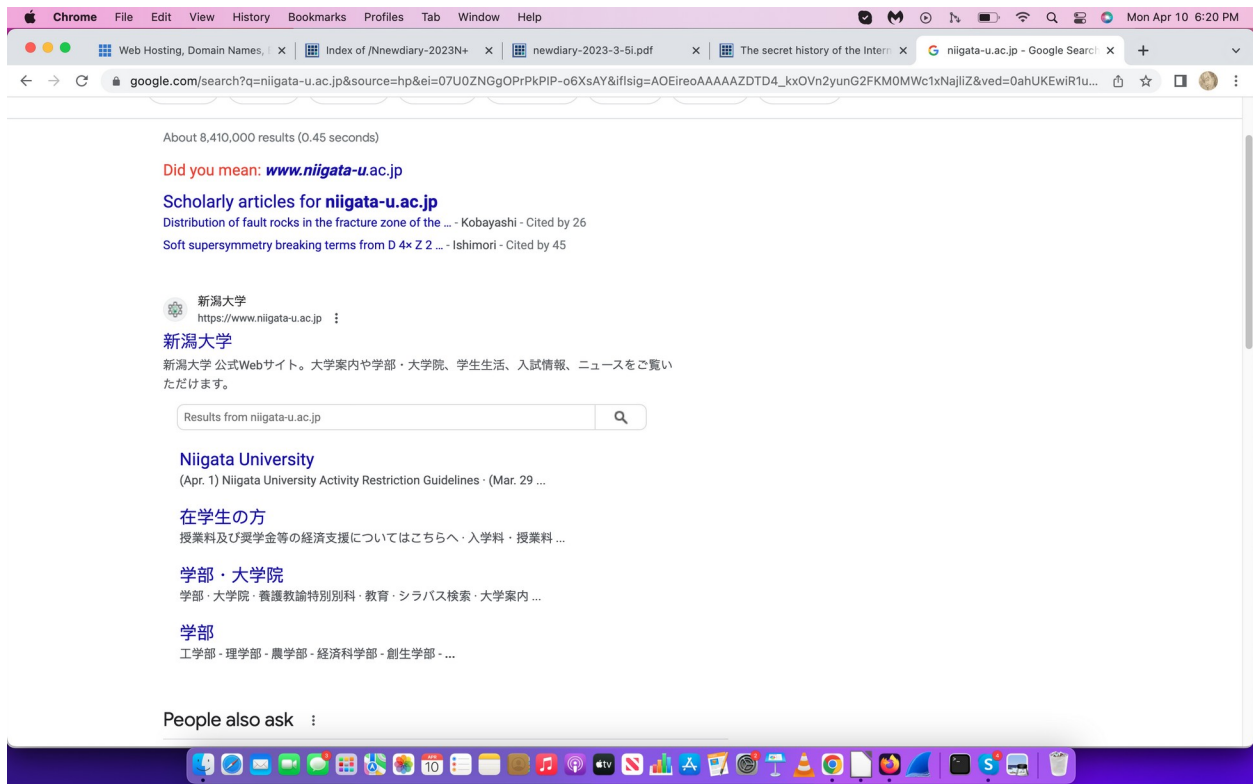 Chrome File Edit View History Bookmarks Profiles Tab Window Help Mon Apr 10 6:20 PM
Web Hosting, Domain Names, Index of /Nnewdiary-2023N+ newdiary-2023-3-5i.pdf The secret history of the Intern niigata-u.ac.jp - Google Search
google.com/search?q=niigata-u.ac.jp&source=hp&ei=07U0ZNGgOPrPkPIP-o6XsAY&iflsig=AOEireoAAAAAZDTD4_kxOVn2yunG2FKM0MWc1xNajliZ&ved=0ahUKEwiR1u...
About 8,410,000 results (0.45 seconds)
Did you mean: www.niigata-u.ac.jp
Scholarly articles for niigata-u.ac.jp
Distribution of fault rocks in the fracture zone of the ... - Kobayashi - Cited by 26
Soft supersymmetry breaking terms from D 4× Z 2 ... - Ishimori - Cited by 45
新潟大学
https://www.niigata-u.ac.jp
新潟大学
新潟大学 公式Webサイト。大学案内や学部・大学院、学生生活、入試情報、ニュースをご覧い
ただけます。
Results from niigata-u.ac.jp
Niigata University
(Apr. 1) Niigata University Activity Restriction Guidelines · (Mar. 29 ...
在学生の方
授業料及び奨学金等の経済支援についてはこちらへ · 入学料・授業料 ...
学部・大学院
学部 · 大学院 · 養護教諭特別別科 · 教育 · シラバス検索 · 大学案内 ...
学部
工学部 - 理学部 - 農学部 - 経済科学部 - 創生学部 - ...
People also ask
APR
10
tv